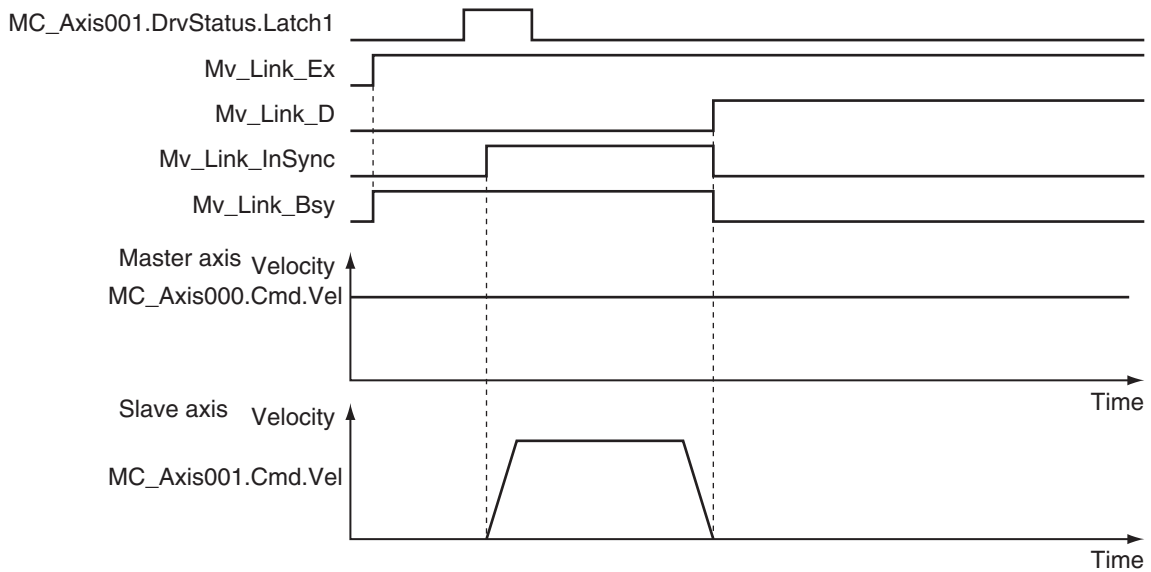 MC_Axis001.DrvStatus.Latch1
Mv_Link_Ex
Mv_Link_D
Mv_Link_InSync
Mv_Link_Bsy
Master axis Velocity
MC_Axis000.Cmd.Vel
Time
Slave axis Velocity
MC_Axis001.Cmd.Vel
Time